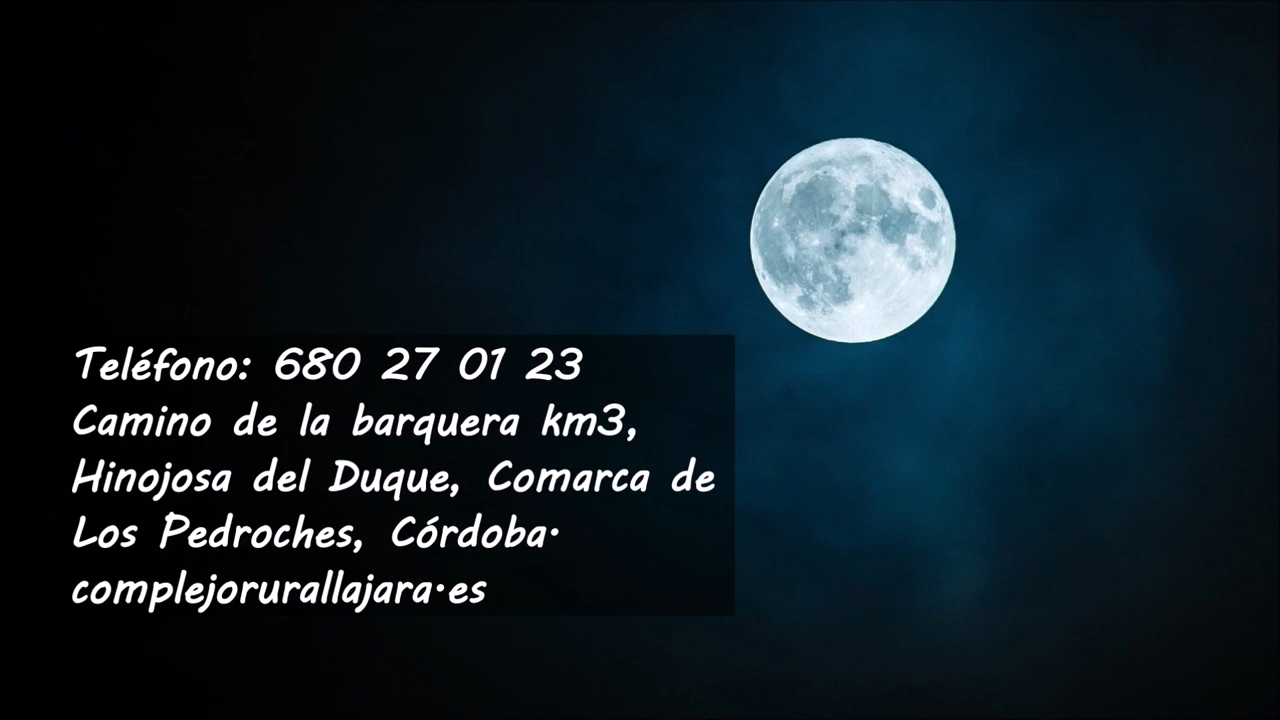 Teléfono: 680 27 01 23
Camino de la barquera km3,
Hinojosa del Duque, Comarca de
Los Pedroches, Córdoba·
complejorurallajara·es